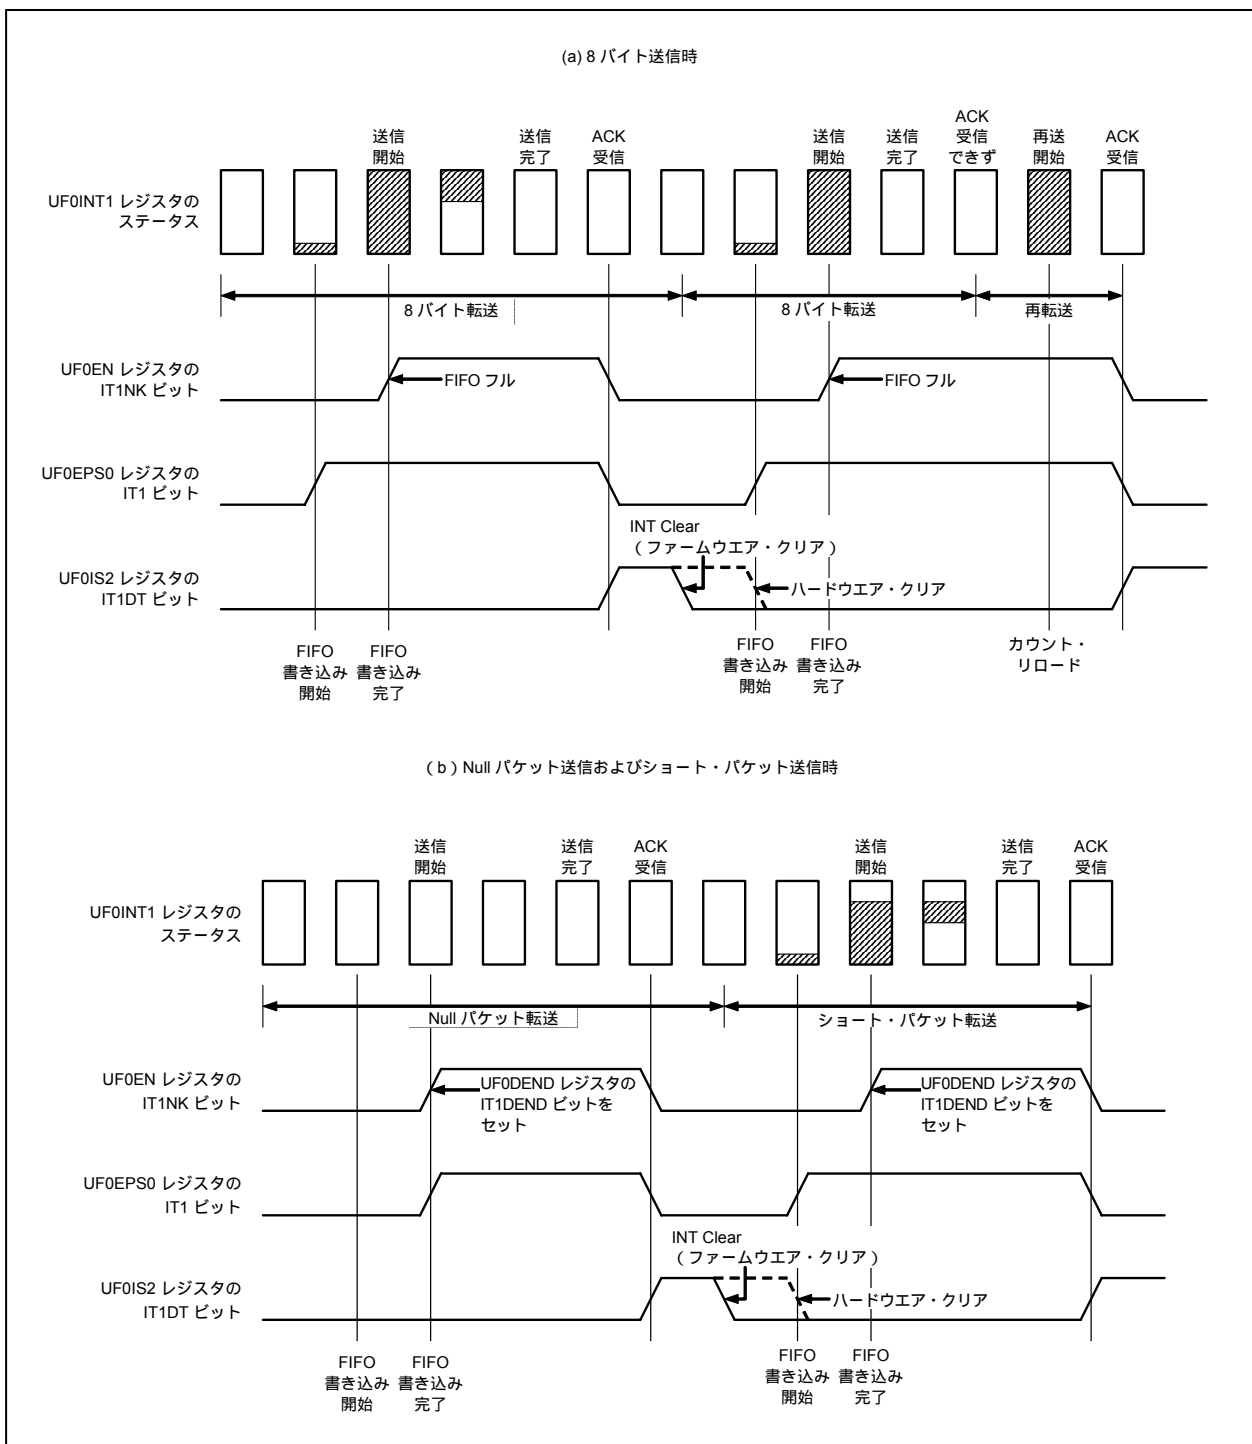 (a) 8 バイト送信時
送信
開始
送信
完了
ACK
受信
送信
開始
送信
完了
ACK
受信
できず
再送
開始
ACK
受信
UF0INT1 レジスタの
ステータス
8 バイト転送
8 バイト転送
再転送
UF0EN レジスタの
IT1NK ビット
FIFO フル
FIFO フル
UF0EPS0 レジスタの
IT1 ビット
INT Clear
（ファームウエア・クリア）
UF0IS2 レジスタの
IT1DT ビット
ハードウエア・クリア
FIFO
書き込み
開始
FIFO
書き込み
完了
FIFO
書き込み
開始
FIFO
書き込み
完了
カウント・
リロード
（b）Null パケット送信およびショート・パケット送信時
送信
開始
送信
完了
ACK
受信
送信
開始
送信
完了
ACK
受信
UF0INT1 レジスタの
ステータス
Null パケット転送
ショート・パケット転送
UF0EN レジスタの
IT1NK ビット
UF0DEND レジスタの
IT1DEND ビットを
セット
UF0DEND レジスタの
IT1DEND ビットを
セット
UF0EPS0 レジスタの
IT1 ビット
INT Clear
（ファームウエア・クリア）
UF0IS2 レジスタの
IT1DT ビット
ハードウエア・クリア
FIFO
書き込み
開始
FIFO
書き込み
完了
FIFO
書き込み
開始
FIFO
書き込み
完了